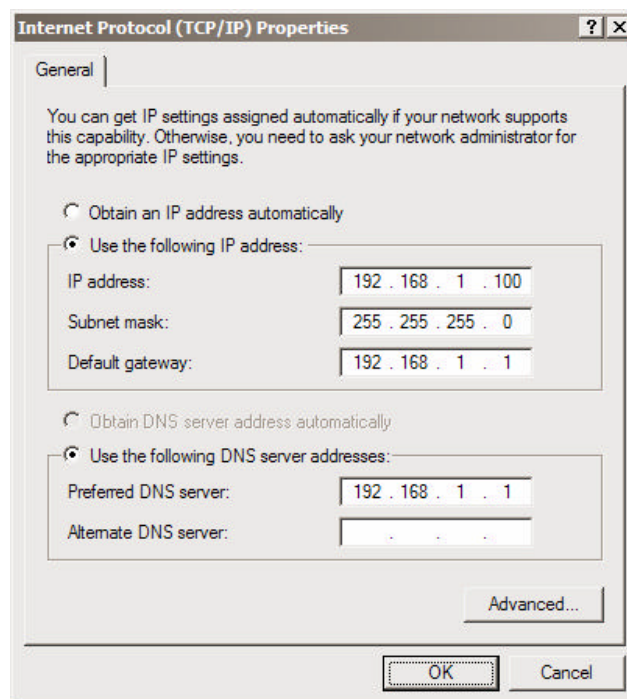 Internet Protocol (TCP/IP) Properties
General
You can get IP settings assigned automatically if your network supports
this capability. Otherwise, you need to ask your network administrator for
the appropriate IP settings.
Obtain an IP address automatically
Use the following IP address:
IP address: 192 . 168 . 1 . 100
Subnet mask: 255 . 255 . 255 . 0
Default gateway: 192 . 168 . 1 . 1
Obtain DNS server address automatically
Use the following DNS server addresses:
Preferred DNS server: 192 . 168 . 1 . 1
Alternate DNS server: . . .
Advanced...
OK Cancel